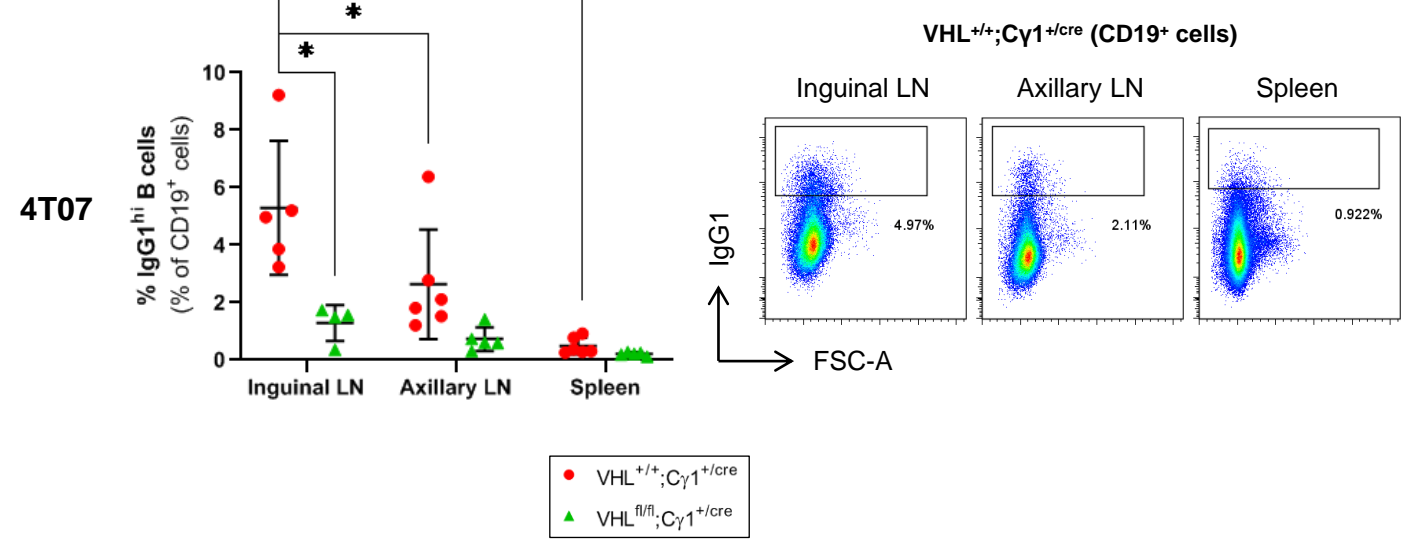 *
*
10
8
6
4
2
0
% IgG1hi B cells
(% of CD19+ cells)
4T07
Inguinal LN
Axillary LN
Spleen
VHL+/+;Cγ1+/cre (CD19+ cells)
Inguinal LN
Axillary LN
Spleen
4.97%
2.11%
0.922%
IgG1
FSC-A
VHL+/+;Cγ1+/cre
VHLfl/fl;Cγ1+/cre